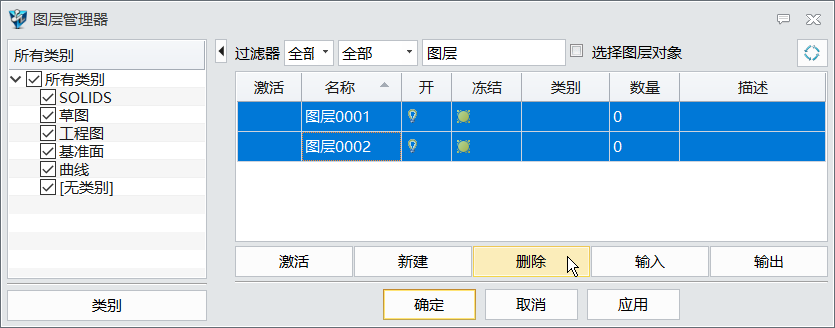 图层管理器
所有类别
所有类别
SOLIDS
草图
工程图
基准面
曲线
[无类别]
类别
过滤器 全部 全部 图层 选择图层对象
激活 名称 开 冻结 类别 数量 描述
图层0001 0
图层0002 0
激活 新建 删除 输入 输出
确定 取消 应用